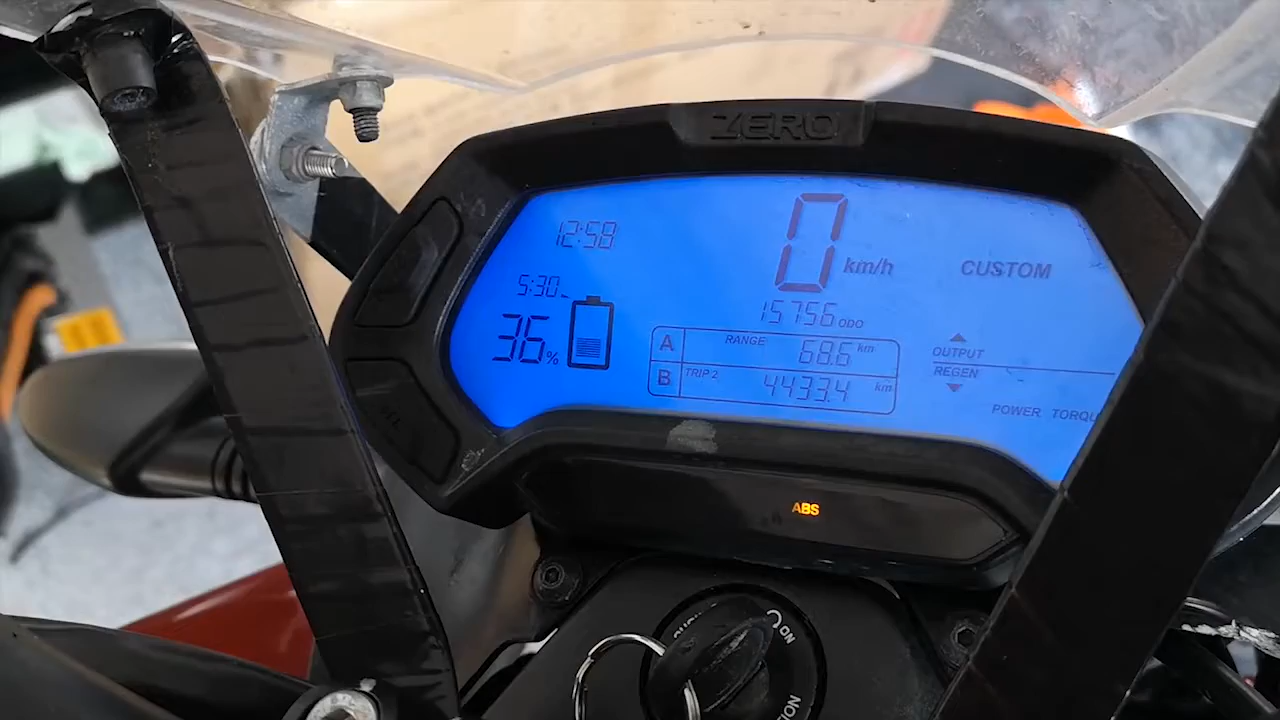 ZERO
12:58
0 km/h
CUSTOM
5:30
15756 ODO
36%
A RANGE 68.6 km
OUTPUT
REGEN
B TRIP 2 4433.4 km
POWER TORQU
SEL
ABS
ON